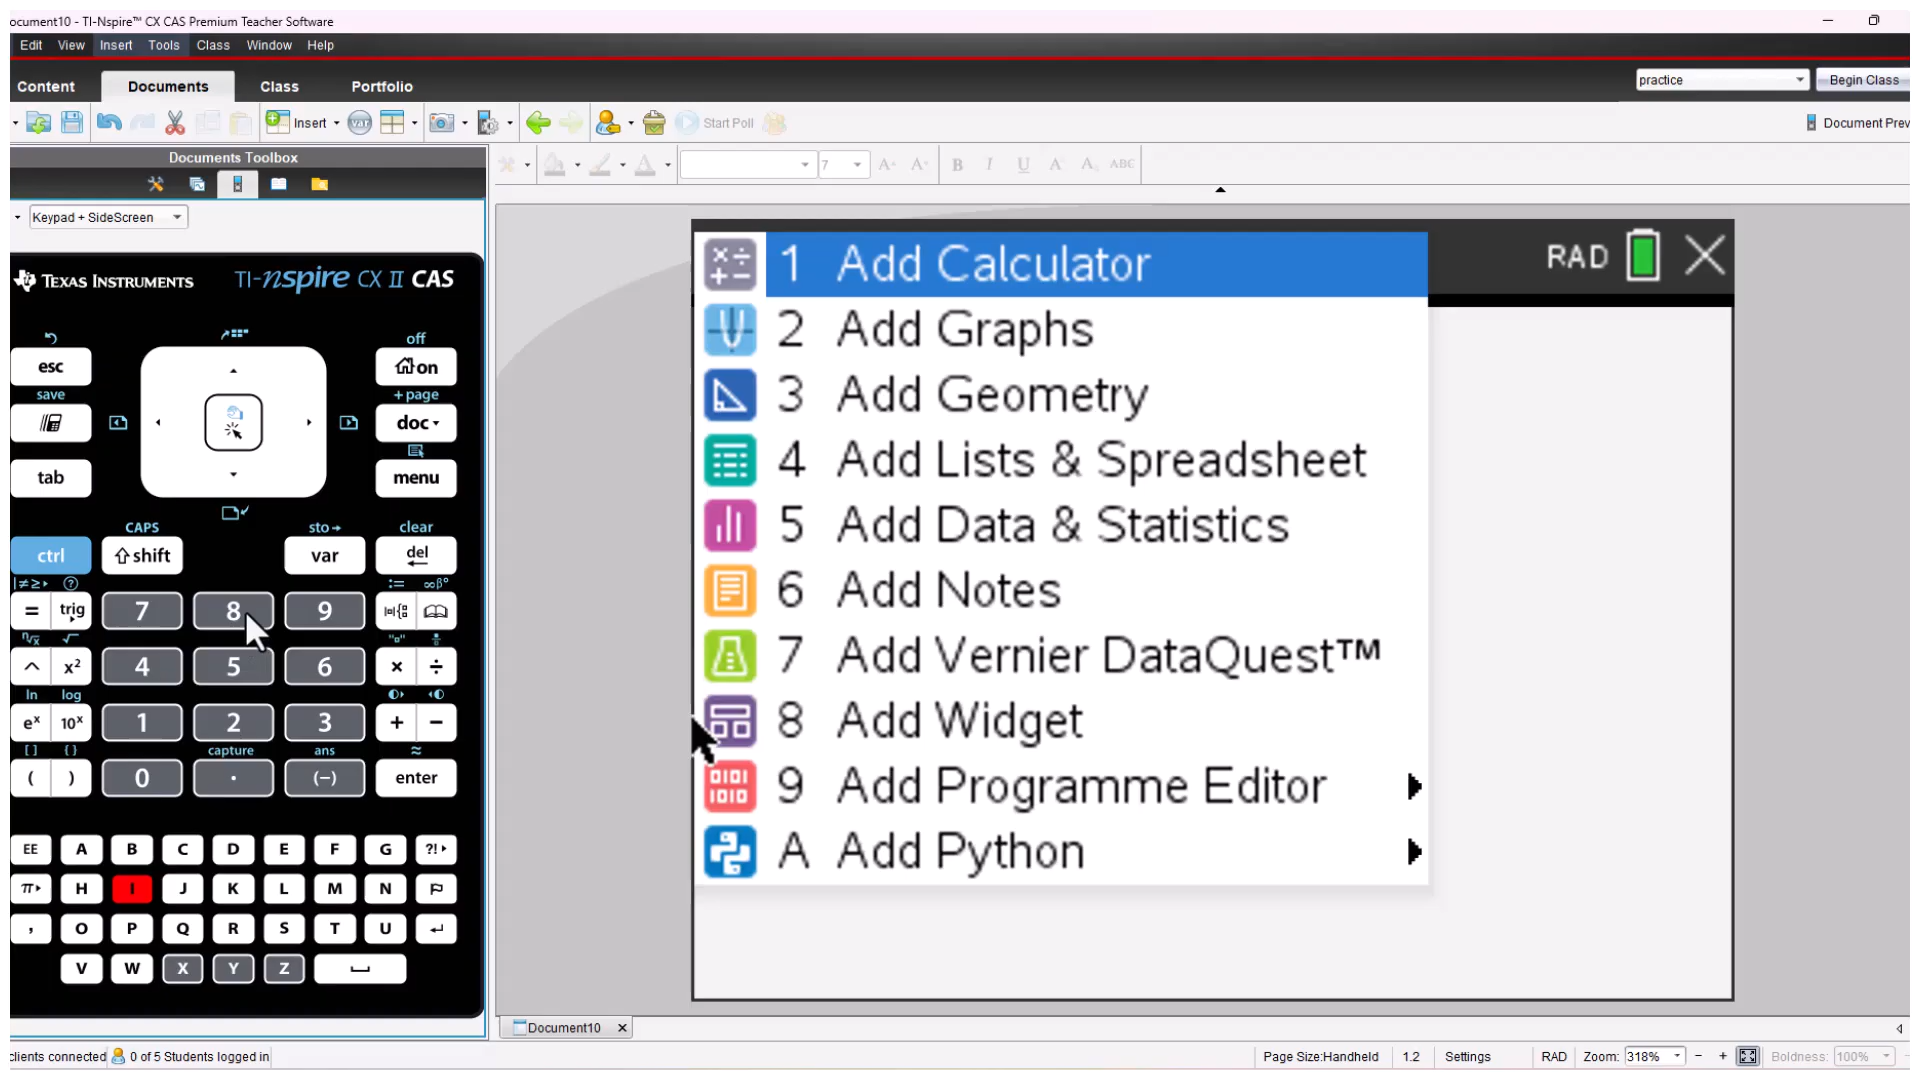 ocument10 - TI-Nspire™ CX CAS Premium Teacher Software
Edit View Insert Tools Class Window Help
Content Documents Class Portfolio
practice Begin Class
Insert var Start Poll Document Prev
Documents Toolbox
7 A A B I U A A ABC
Keypad + SideScreen
TEXAS INSTRUMENTS TI-nspire CX II CAS
off
esc on
save + page
doc
tab menu
CAPS sto→ clear
ctrl shift var del
|≠≥▸ ? := ∞β°
= trig 7 8 9
ⁿ√x √ "▫"
^ x² 4 5 6 × ÷
ln log
eˣ 10ˣ 1 2 3 + −
[ ] { } capture ans ≈
( ) 0 . (−) enter
EE A B C D E F G ?!▸
π▸ H I J K L M N
, O P Q R S T U
V W X Y Z
RAD
1 Add Calculator
2 Add Graphs
3 Add Geometry
4 Add Lists & Spreadsheet
5 Add Data & Statistics
6 Add Notes
7 Add Vernier DataQuest™
8 Add Widget
9 Add Programme Editor
A Add Python
Document10
clients connected 0 of 5 Students logged in
Page Size:Handheld 1.2 Settings RAD Zoom: 318% − + Boldness: 100%